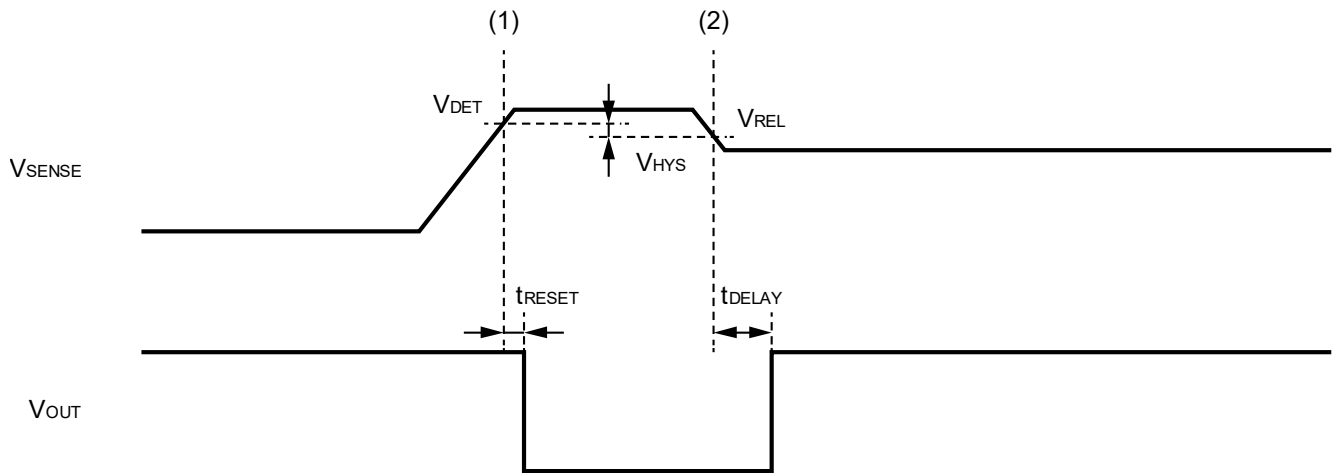 (1)
(2)
VDET
VREL
VHYS
VSENSE
tRESET
tDELAY
VOUT